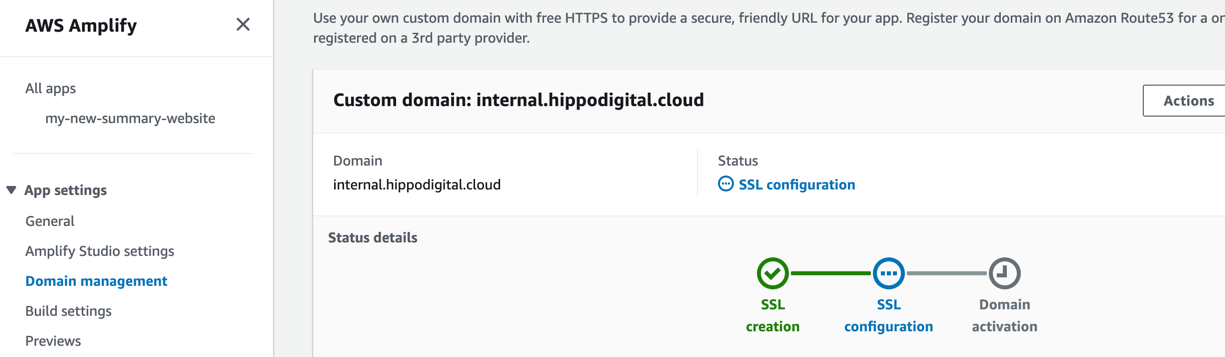 AWS Amplify
All apps
my-new-summary-website
App settings
General
Amplify Studio settings
Domain management
Build settings
Previews
Use your own custom domain with free HTTPS to provide a secure, friendly URL for your app. Register your domain on Amazon Route53 for a
registered on a 3rd party provider.
Custom domain: internal.hippodigital.cloud
Actions
Domain
internal.hippodigital.cloud
Status
SSL configuration
Status details
SSL
creation
SSL
configuration
Domain
activation